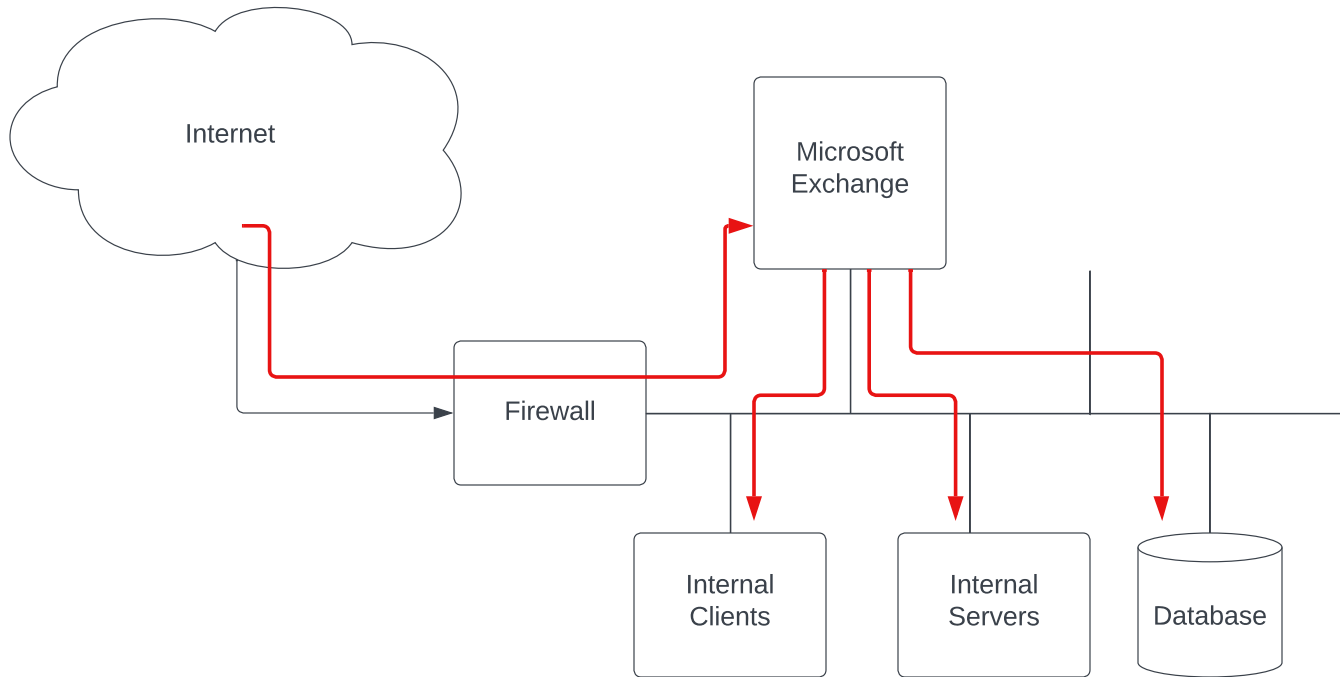 Internet
Microsoft
Exchange
Firewall
Internal
Clients
Internal
Servers
Database